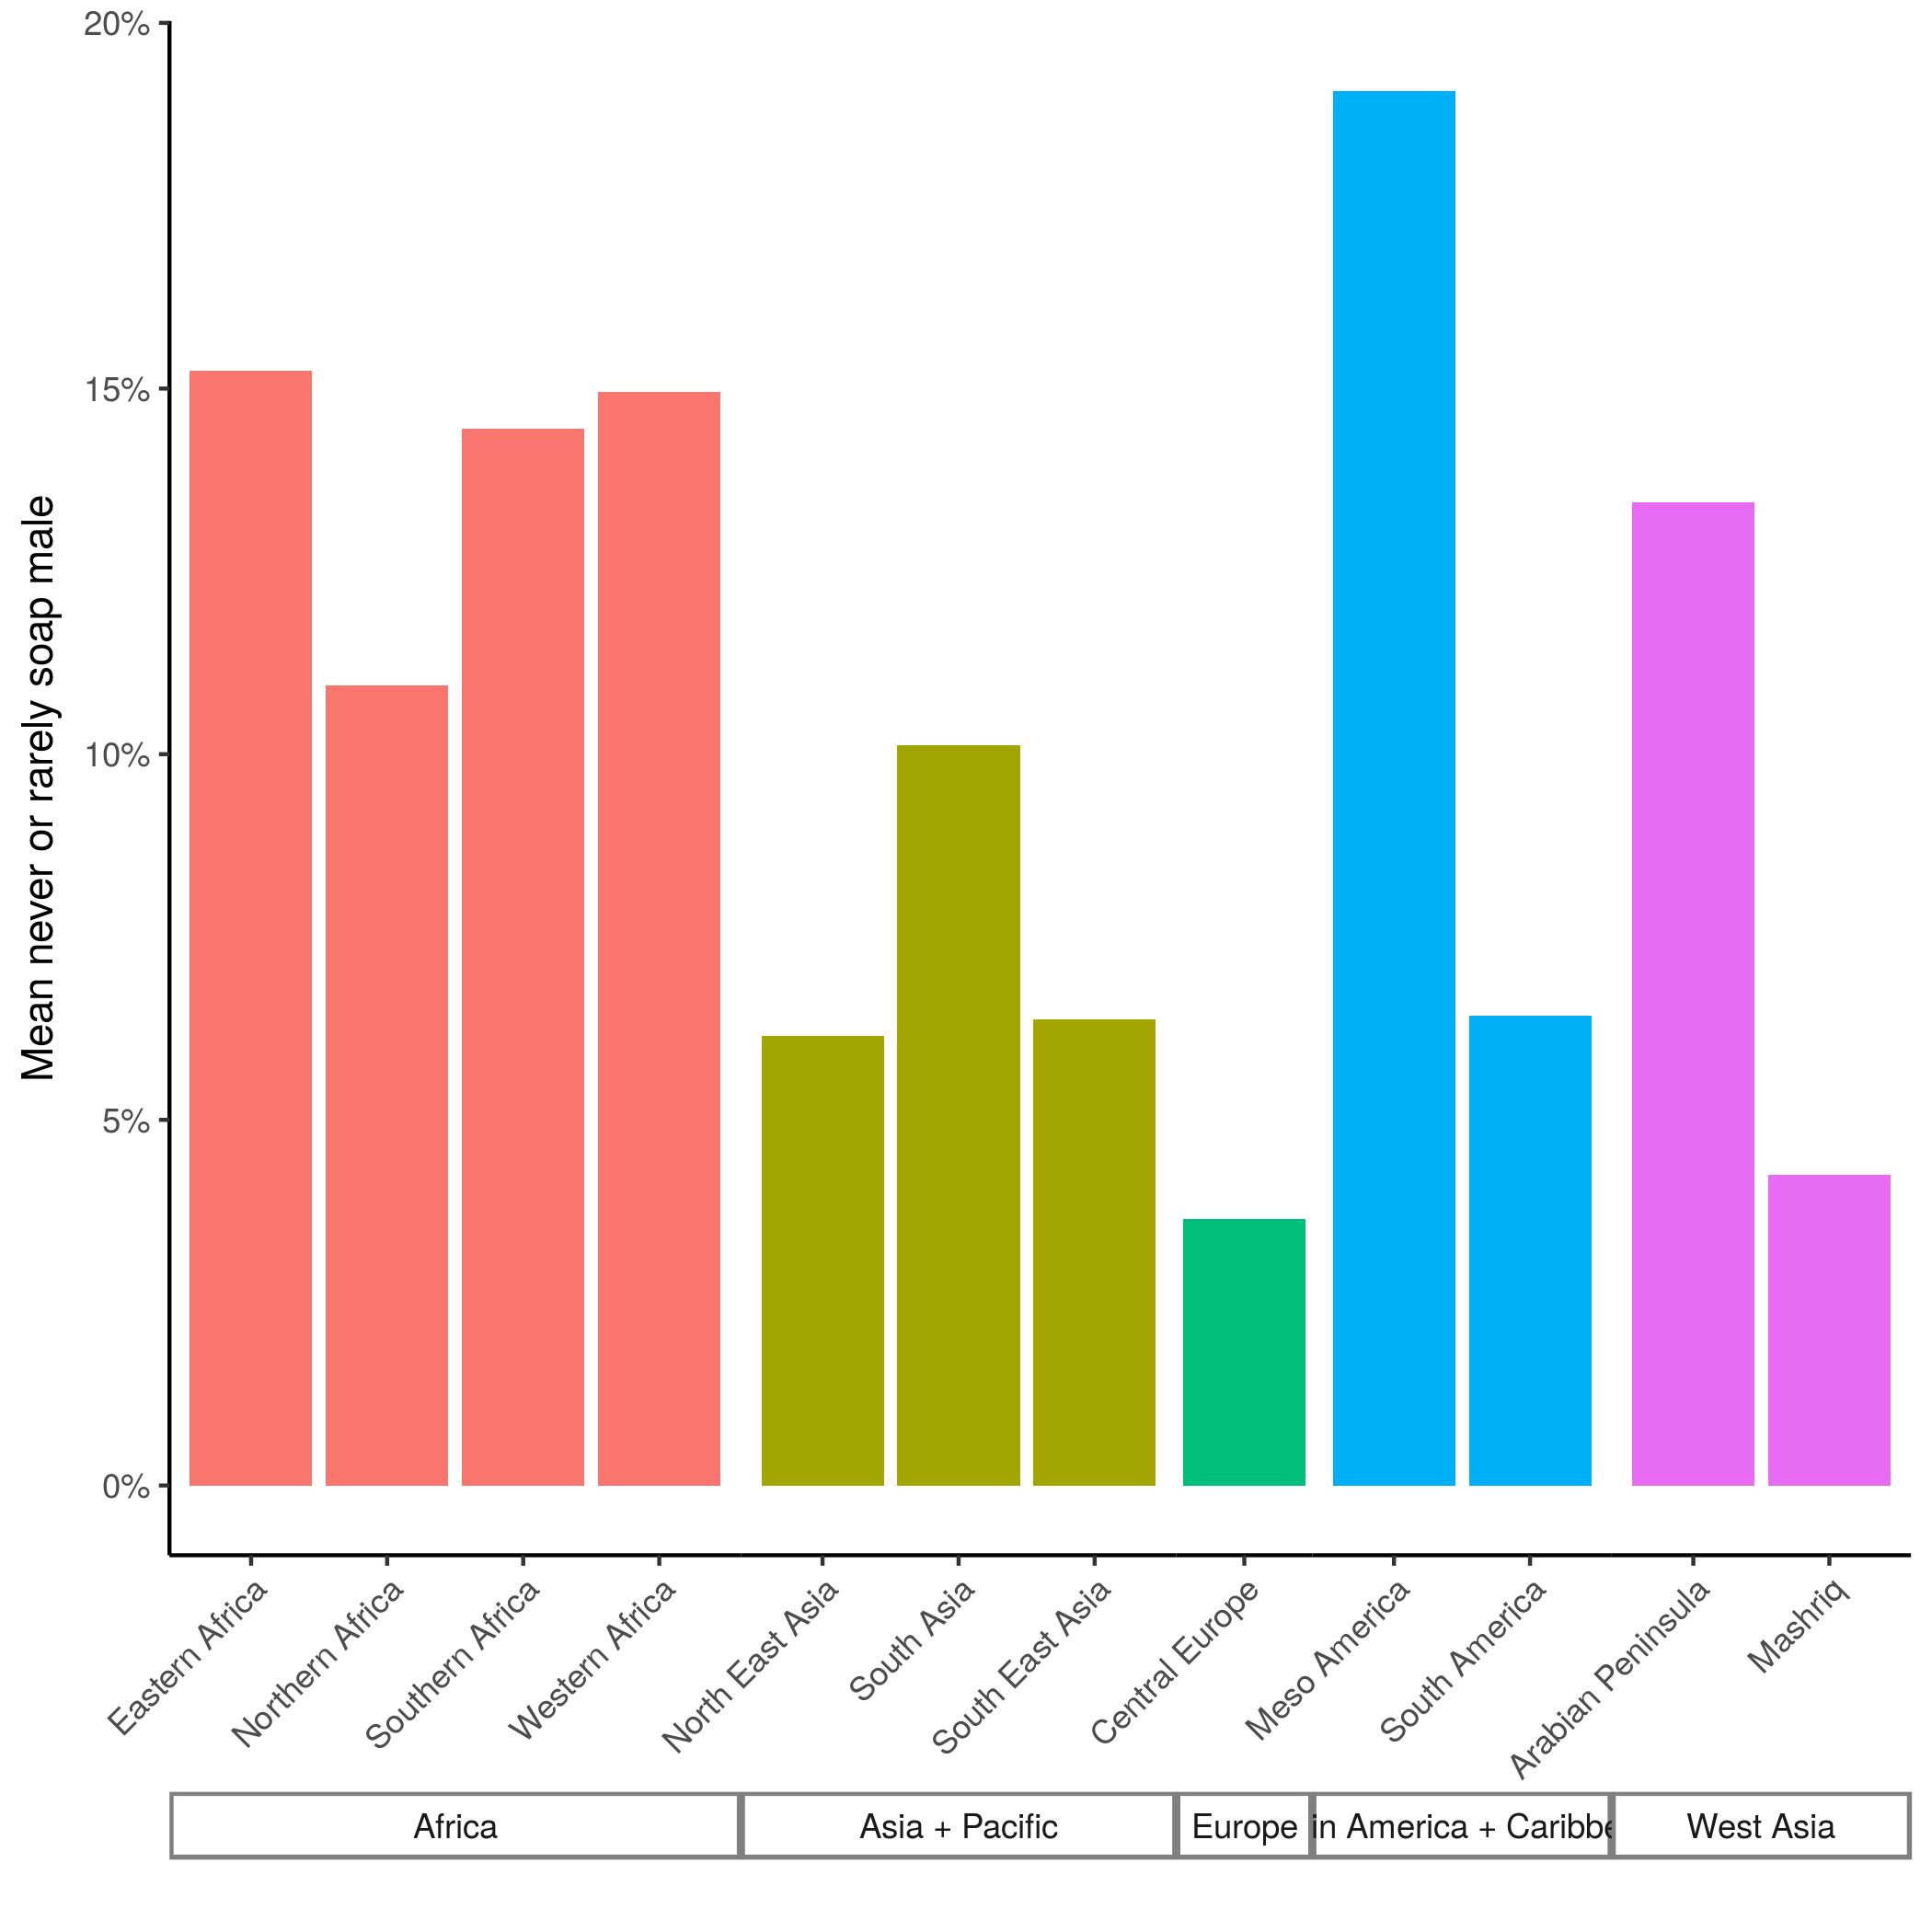 Mean never or rarely soap male
20%
15%
10%
5%
0%
Eastern Africa
Northern Africa
Southern Africa
Western Africa
North East Asia
South Asia
South East Asia
Central Europe
Meso America
South America
Arabian Peninsula
Mashriq
Africa
Asia + Pacific
Europe
in America + Caribbe
West Asia